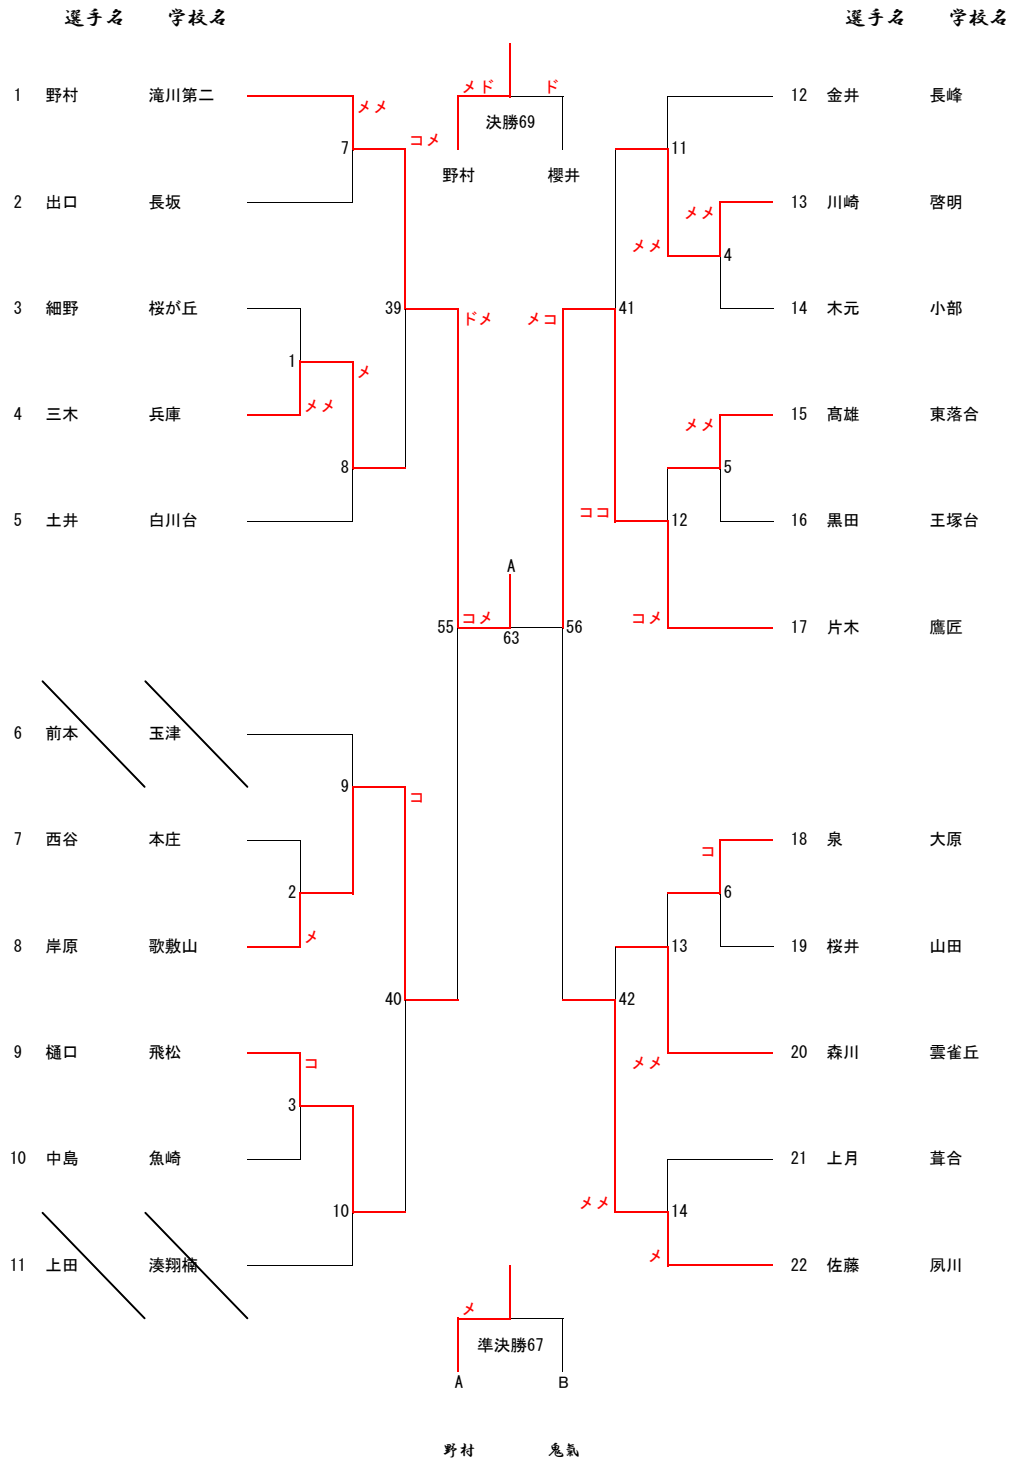 選手名 学校名 選手名 学校名
メド ド
1 野村 滝川第二 12 金井 長峰
メメ
決勝69
コメ
7 11
野村 櫻井
2 出口 長坂 13 川崎 啓明
メメ
メメ
4
3 細野 桜が丘 39 41 14 木元 小部
ドメ メコ
1
メ
メメ
4 三木 兵庫 15 髙雄 東落合
メメ
8 5
ココ
5 土井 白川台 12 16 黒田 王塚台
A
コメ コメ
55 56 17 片木 鷹匠
63
6 前本 玉津
9
コ
7 西谷 本庄 18 泉 大原
コ
2 6
メ
8 岸原 歌敷山 13 19 桜井 山田
40 42
9 樋口 飛松 20 森川 雲雀丘
コ メメ
3
10 中島 魚崎 21 上月 葺合
メメ
10 14
メ
11 上田 湊翔楠 22 佐藤 夙川
メ
準決勝67
A B
野村 兎氣